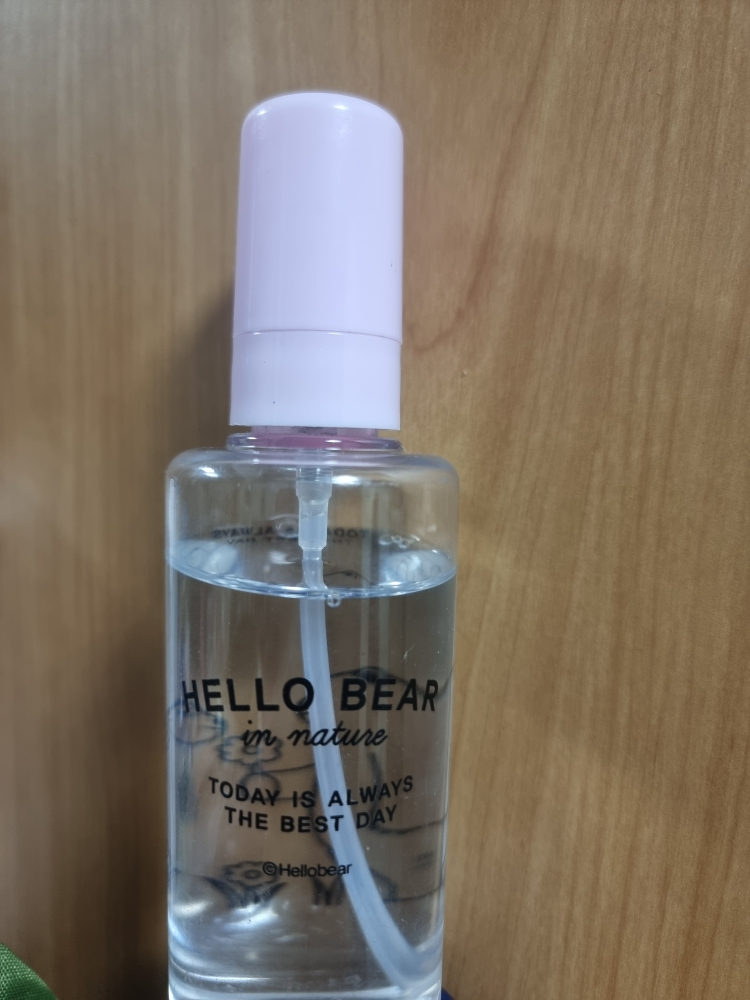 HELLO BEAR
in nature
TODAY IS ALWAYS
THE BEST DAY
©Hellobear